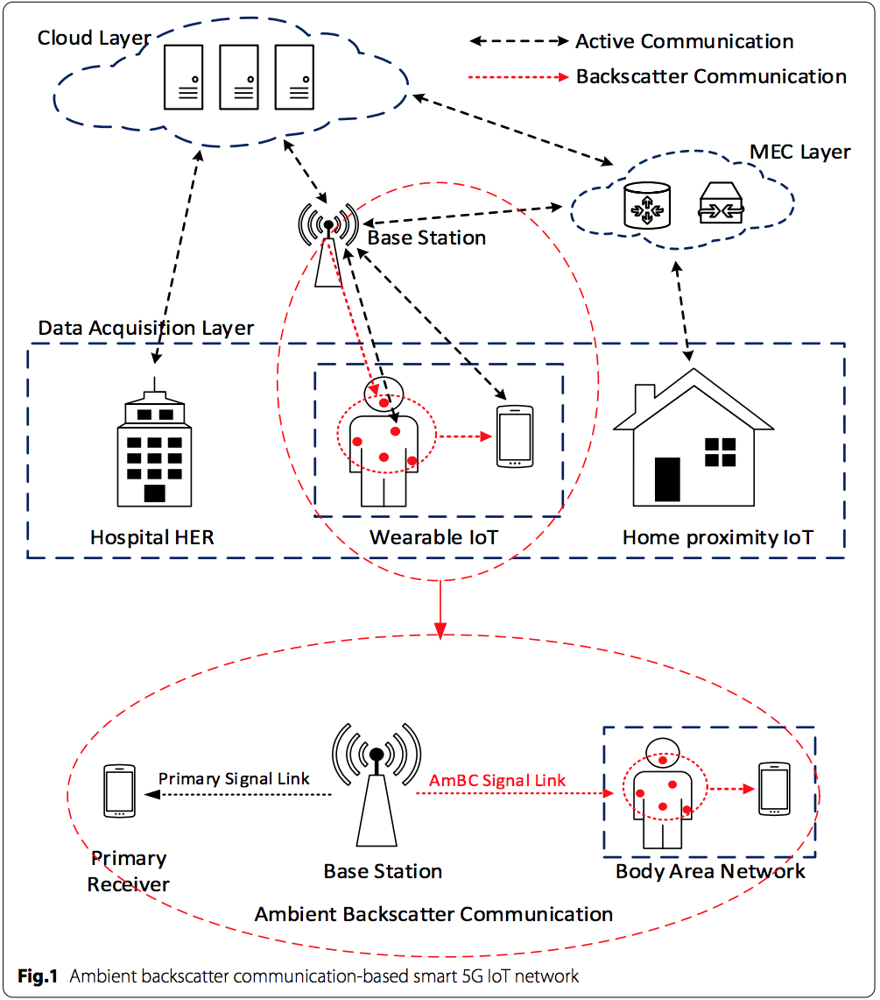 Cloud Layer
Active Communication
Backscatter Communication
MEC Layer
Base Station
Data Acquisition Layer
Hospital HER
Wearable IoT
Home proximity IoT
Primary Signal Link
AmBC Signal Link
Primary
Receiver
Base Station
Body Area Network
Ambient Backscatter Communication
Fig.1 Ambient backscatter communication-based smart 5G IoT network